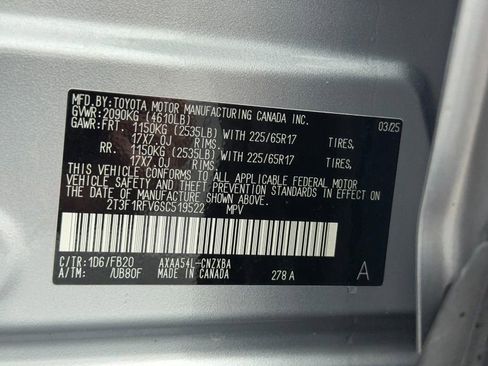 MFD. BY: TOYOTA MOTOR MANUFACTURING CANADA INC.
GVWR: 2090KG (4610LB) 03/25
GAWR: FRT. 1150KG (2535LB) WITH 225/65R17 TIRES,
17X7.0J RIMS,
RR. 1150KG (2535LB) WITH 225/65R17 TIRES,
17X7.0J RIMS.
THIS VEHICLE CONFORMS TO ALL APPLICABLE FEDERAL MOTOR
VEHICLE SAFETY AND THEFT PREVENTION STANDARDS IN EFFECT
ON THE DATE OF MANUFACTURE SHOWN ABOVE.
2T3F1RFV6SC519522 MPV
C/TR: 1D6/FB20 AXAA54L-CNZXBA
A/TM: /UB80F MADE IN CANADA 278 A A